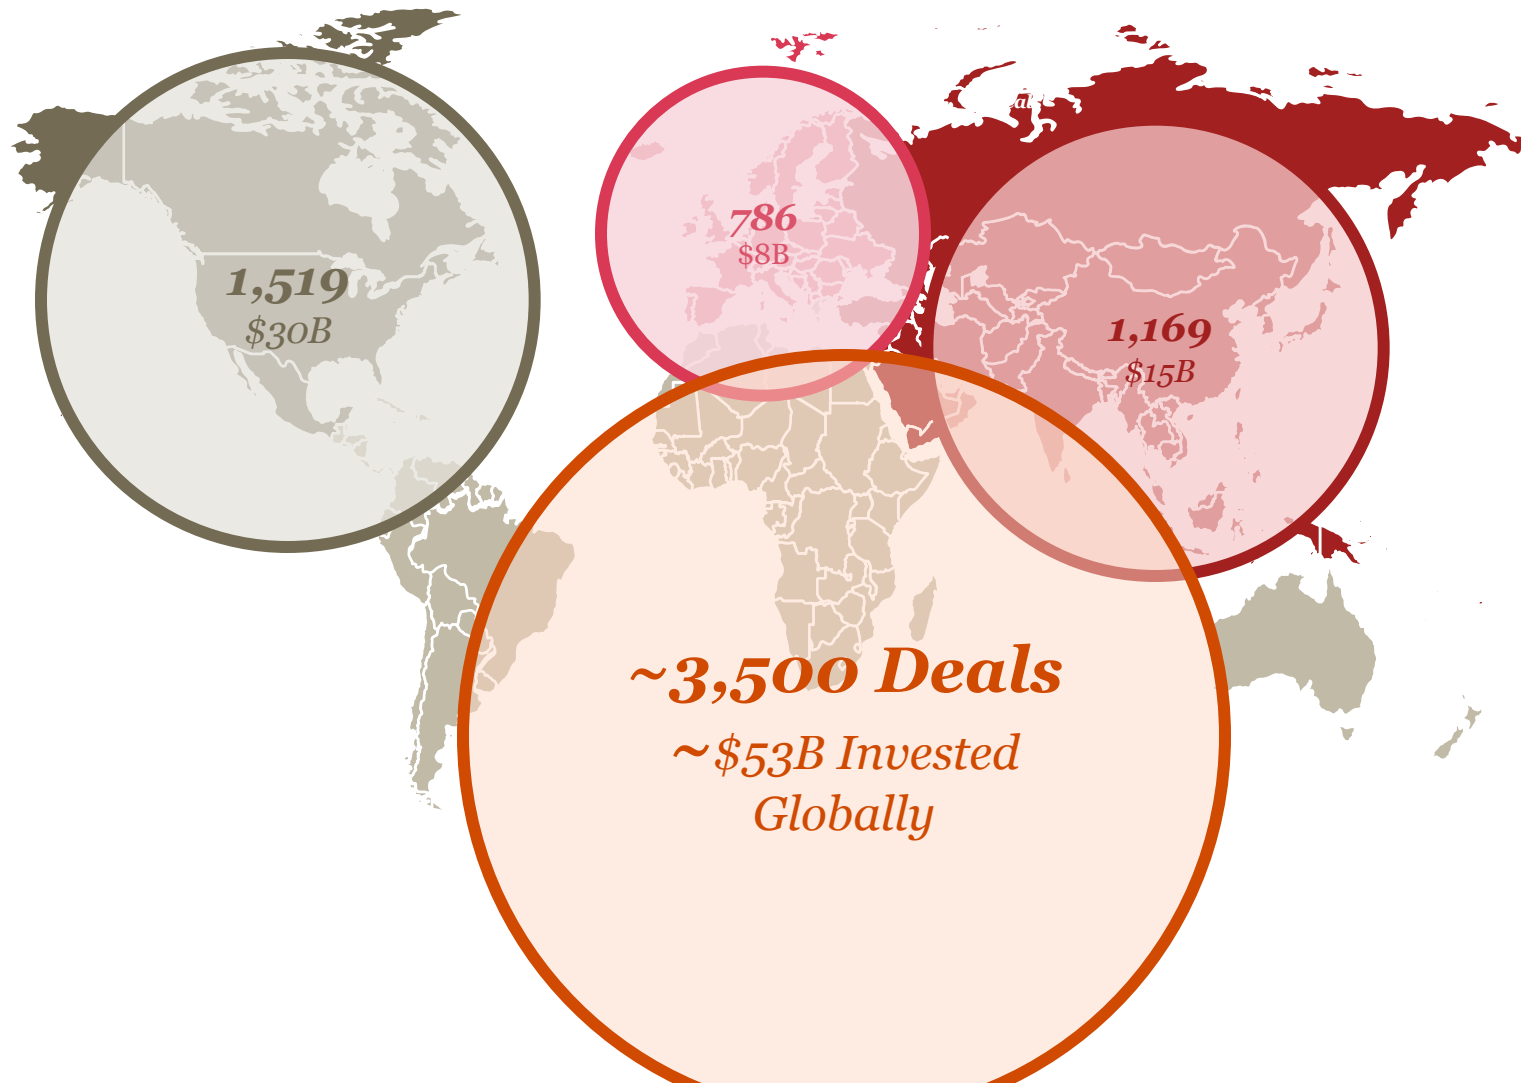 786
$8B
1,519
$30B
1,169
$15B
~3,500 Deals
~$53B Invested
Globally